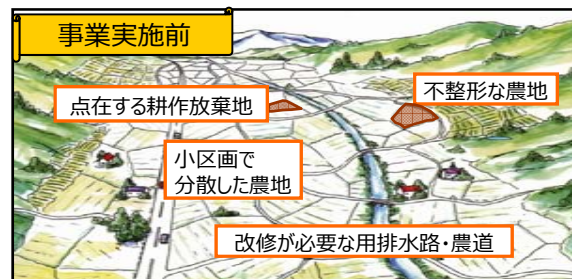 事業実施前
点在する耕作放棄地
不整形な農地
小区画で
分散した農地
改修が必要な用排水路・農道